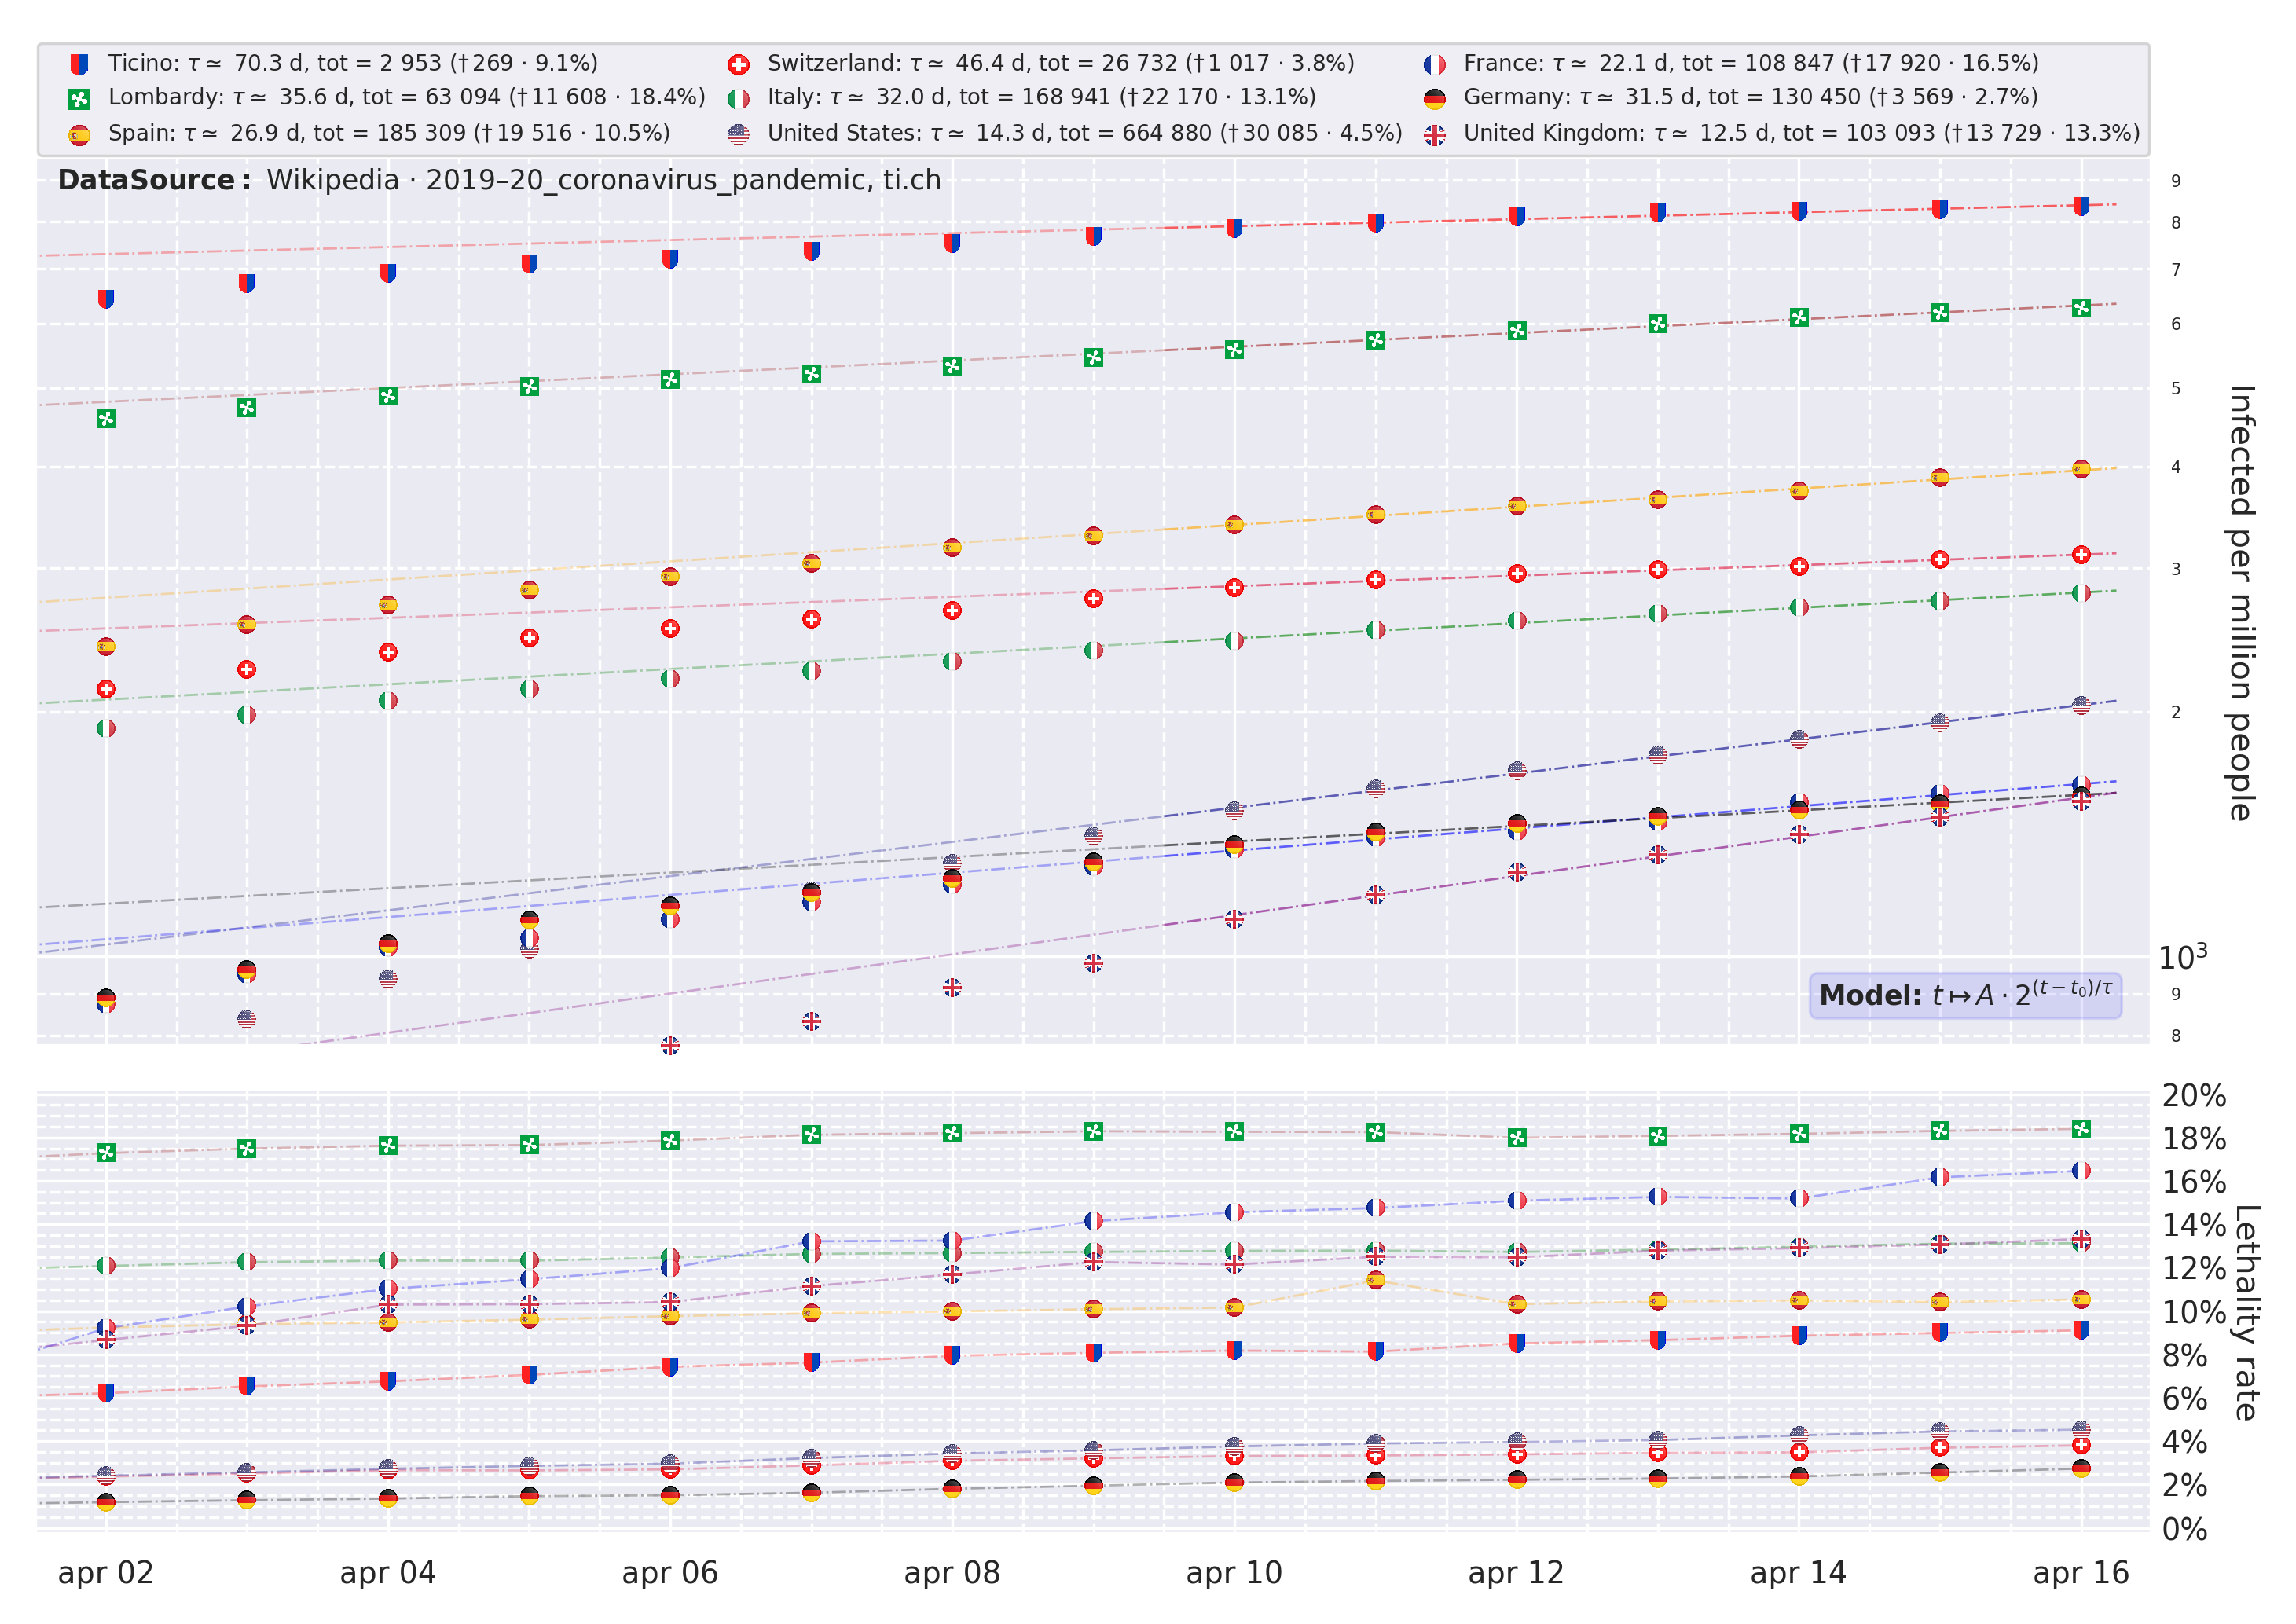 Ticino: τ ≃ 70.3 d, tot = 2 953 (†269 · 9.1%)
Lombardy: τ ≃ 35.6 d, tot = 63 094 (†11 608 · 18.4%)
Spain: τ ≃ 26.9 d, tot = 185 309 (†19 516 · 10.5%)
Switzerland: τ ≃ 46.4 d, tot = 26 732 (†1 017 · 3.8%)
Italy: τ ≃ 32.0 d, tot = 168 941 (†22 170 · 13.1%)
United States: τ ≃ 14.3 d, tot = 664 880 (†30 085 · 4.5%)
France: τ ≃ 22.1 d, tot = 108 847 (†17 920 · 16.5%)
Germany: τ ≃ 31.5 d, tot = 130 450 (†3 569 · 2.7%)
United Kingdom: τ ≃ 12.5 d, tot = 103 093 (†13 729 · 13.3%)
DataSource: Wikipedia · 2019–20_coronavirus_pandemic, ti.ch
9
8
7
6
5
4
3
2
10³
9
8
Infected per million people
Model: t ↦ A · 2^(t − t₀)/τ
20%
18%
16%
14%
12%
10%
8%
6%
4%
2%
0%
Lethality rate
apr 02
apr 04
apr 06
apr 08
apr 10
apr 12
apr 14
apr 16